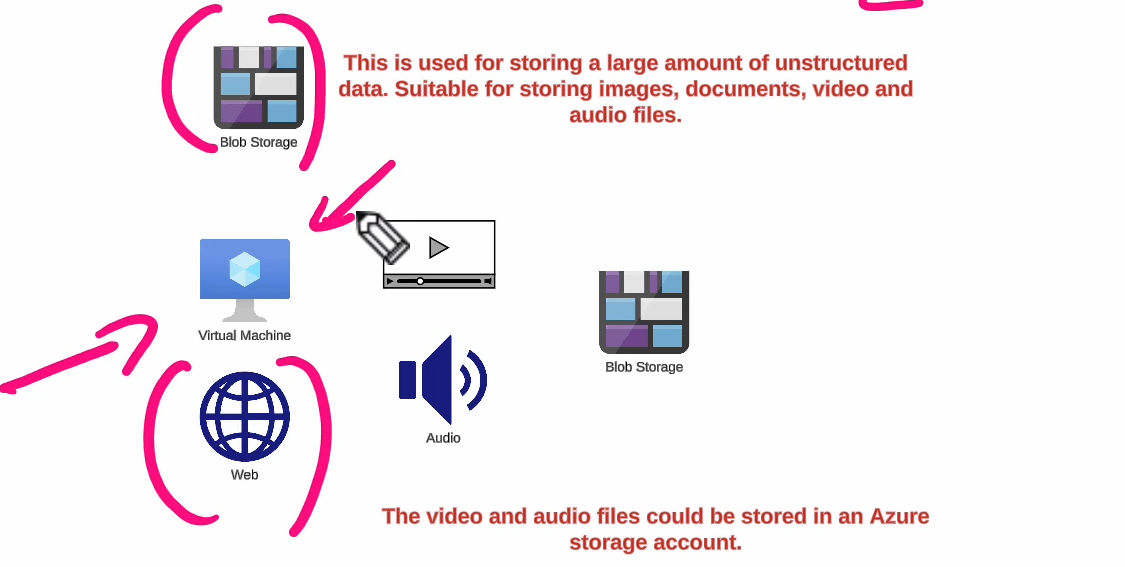 This is used for storing a large amount of unstructured
data. Suitable for storing images, documents, video and
audio files.
Blob Storage
Virtual Machine
Blob Storage
Audio
Web
The video and audio files could be stored in an Azure
storage account.